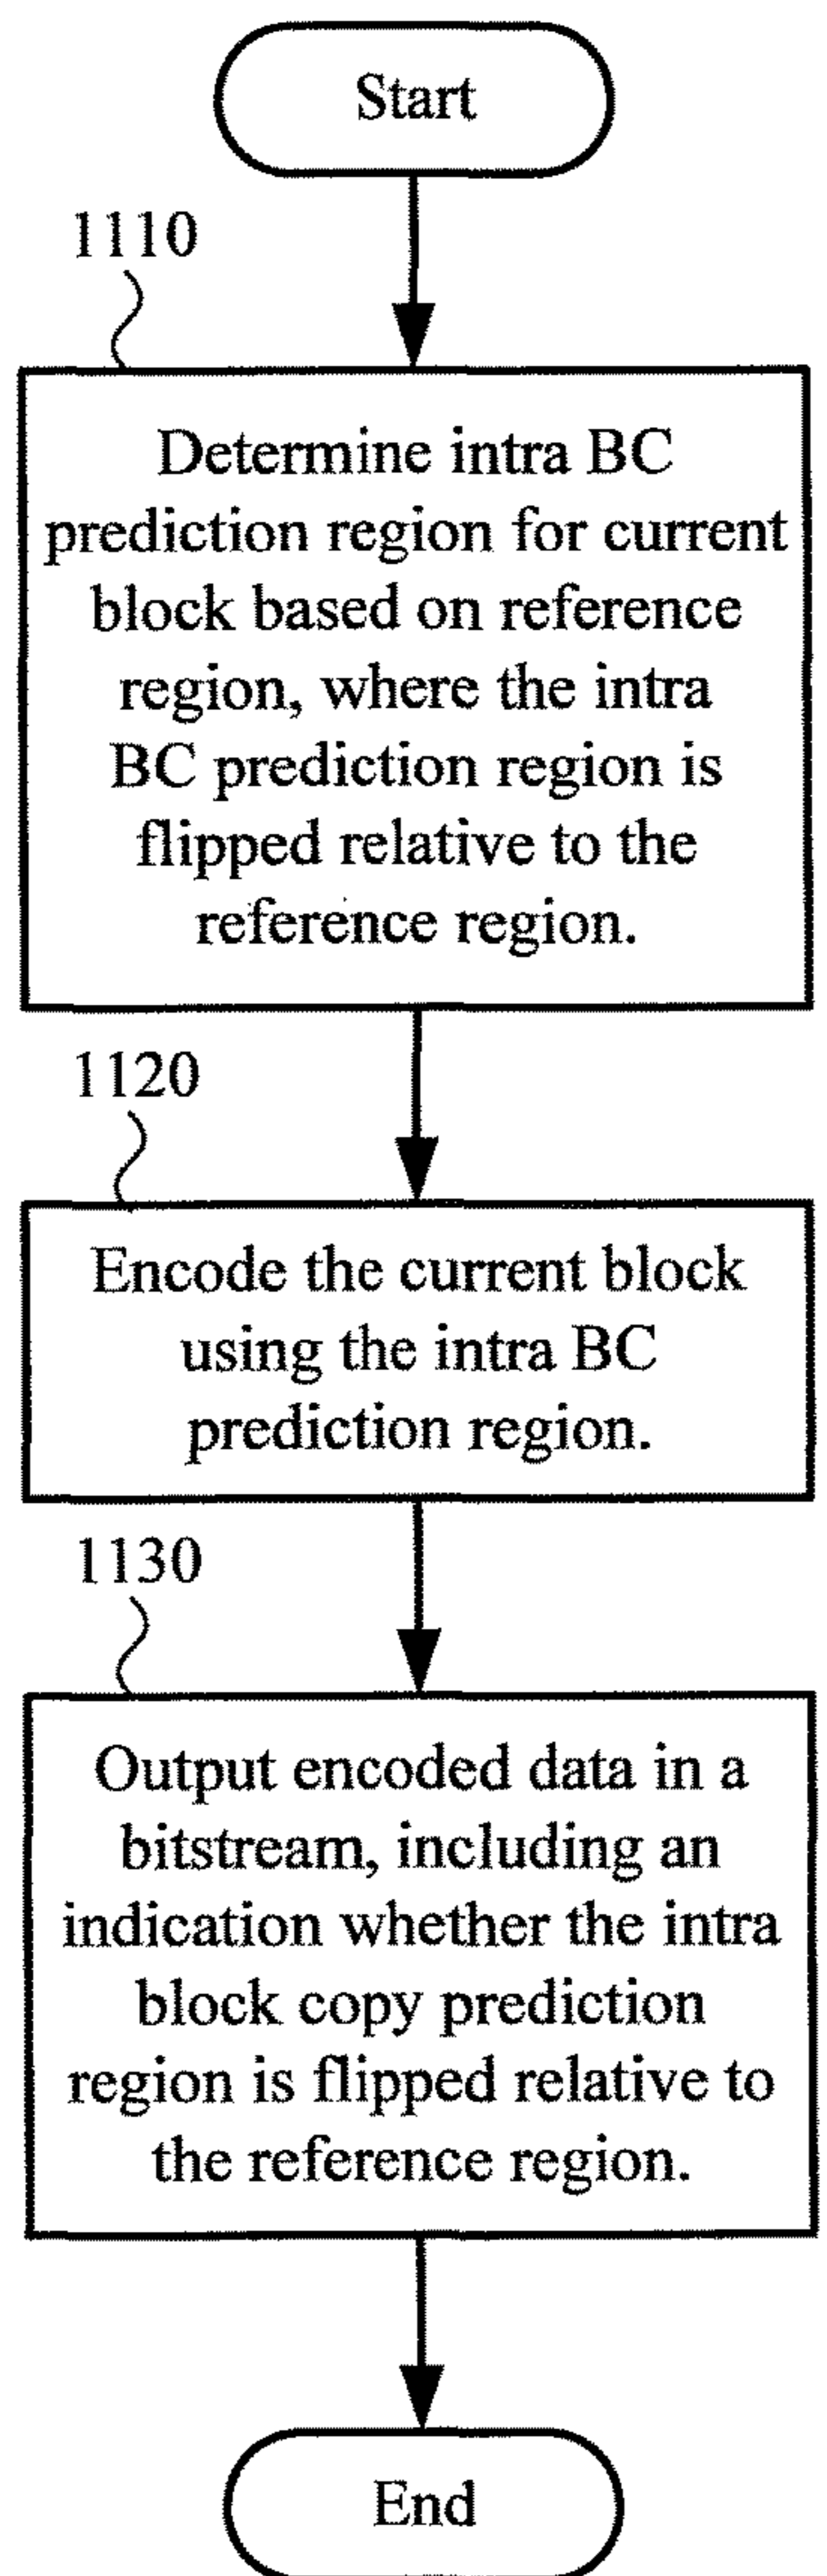 Start
1110
Determine intra BC
prediction region for current
block based on reference
region, where the intra
BC prediction region is
flipped relative to the
reference region.
1120
Encode the current block
using the intra BC
prediction region.
1130
Output encoded data in a
bitstream, including an
indication whether the intra
block copy prediction
region is flipped relative to
the reference region.
End